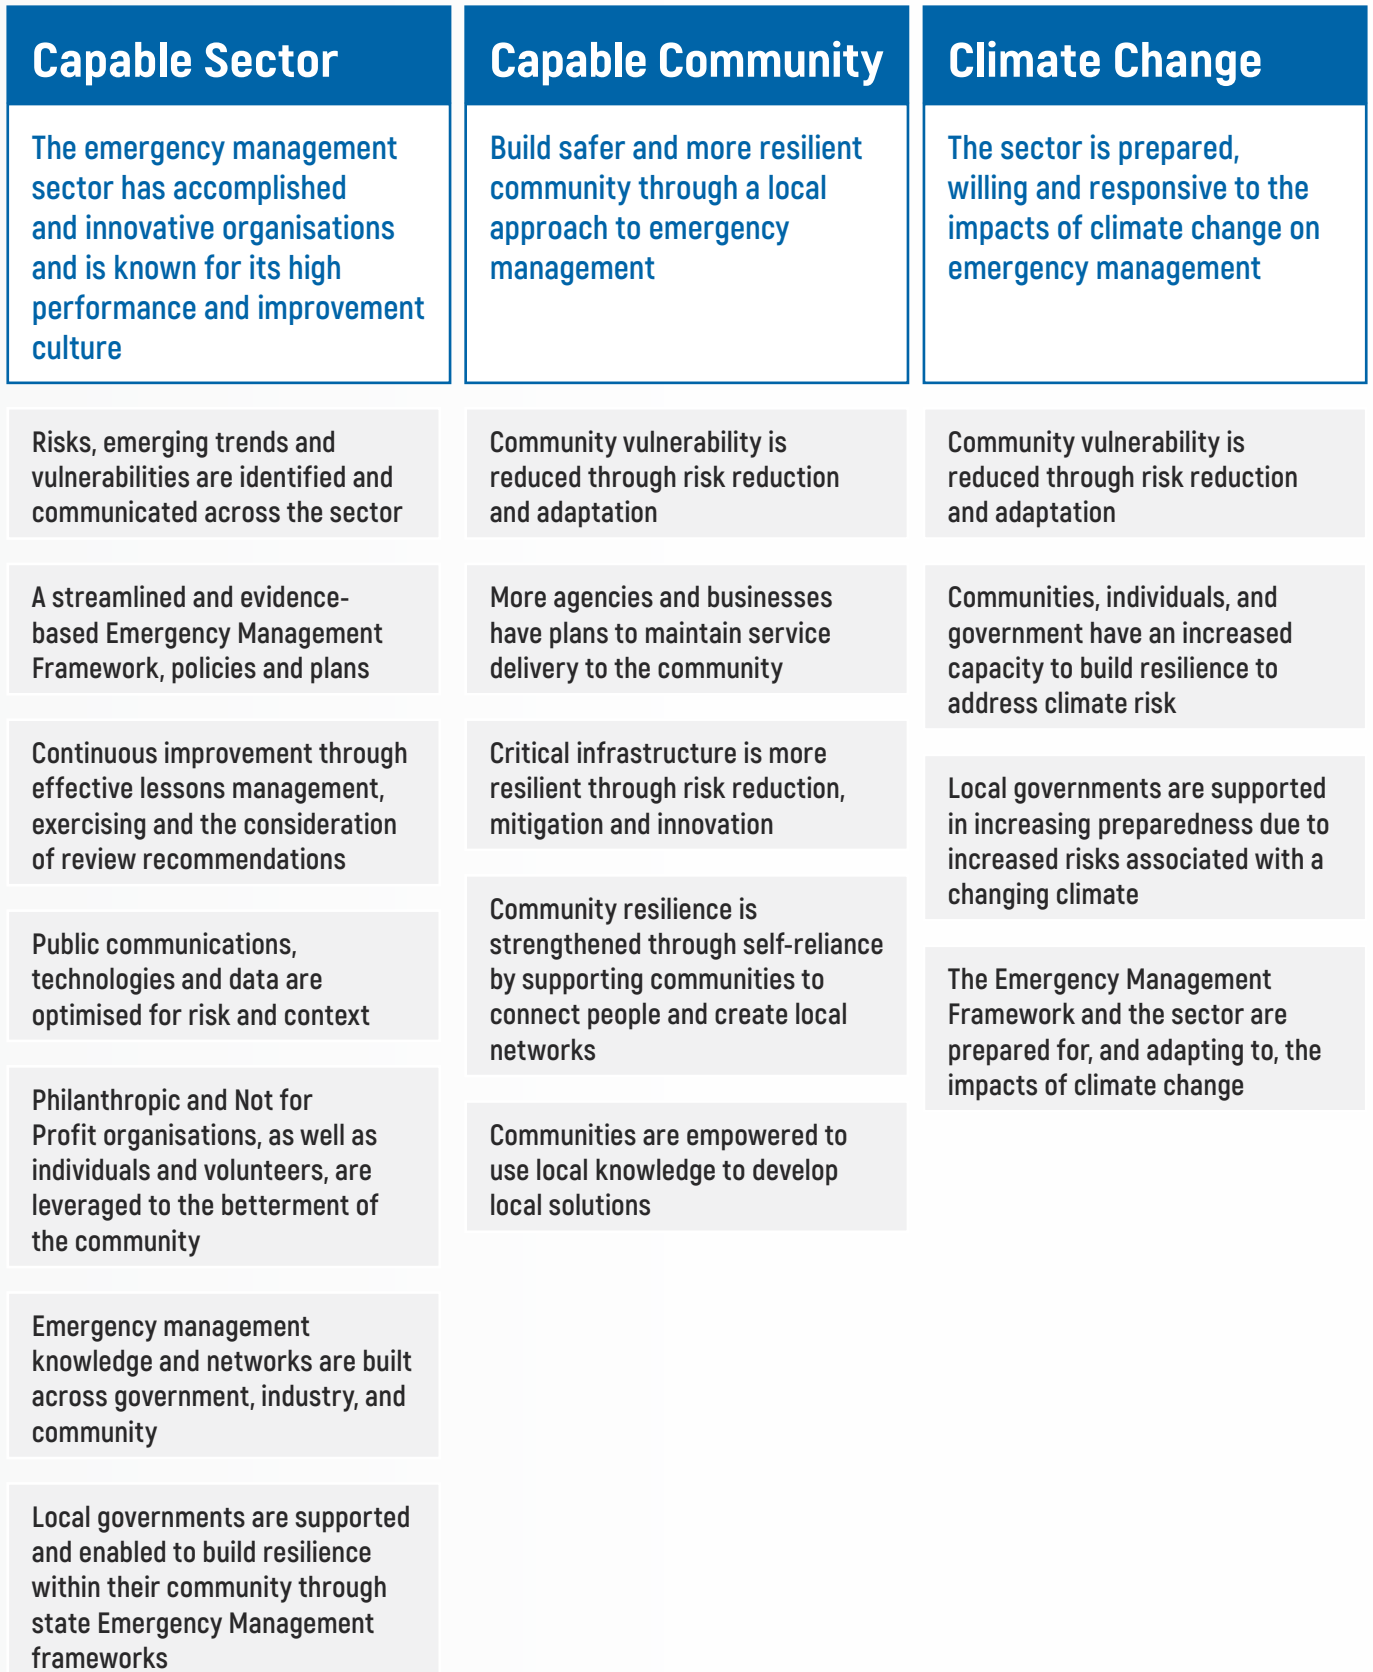 Capable Sector
The emergency management
sector has accomplished
and innovative organisations
and is known for its high
performance and improvement
culture
Risks, emerging trends and
vulnerabilities are identified and
communicated across the sector
A streamlined and evidence-
based Emergency Management
Framework, policies and plans
Continuous improvement through
effective lessons management,
exercising and the consideration
of review recommendations
Public communications,
technologies and data are
optimised for risk and context
Philanthropic and Not for
Profit organisations, as well as
individuals and volunteers, are
leveraged to the betterment of
the community
Emergency management
knowledge and networks are built
across government, industry, and
community
Local governments are supported
and enabled to build resilience
within their community through
state Emergency Management
frameworks
Capable Community
Build safer and more resilient
community through a local
approach to emergency
management
Community vulnerability is
reduced through risk reduction
and adaptation
More agencies and businesses
have plans to maintain service
delivery to the community
Critical infrastructure is more
resilient through risk reduction,
mitigation and innovation
Community resilience is
strengthened through self-reliance
by supporting communities to
connect people and create local
networks
Communities are empowered to
use local knowledge to develop
local solutions
Climate Change
The sector is prepared,
willing and responsive to the
impacts of climate change on
emergency management
Community vulnerability is
reduced through risk reduction
and adaptation
Communities, individuals, and
government have an increased
capacity to build resilience to
address climate risk
Local governments are supported
in increasing preparedness due to
increased risks associated with a
changing climate
The Emergency Management
Framework and the sector are
prepared for, and adapting to, the
impacts of climate change